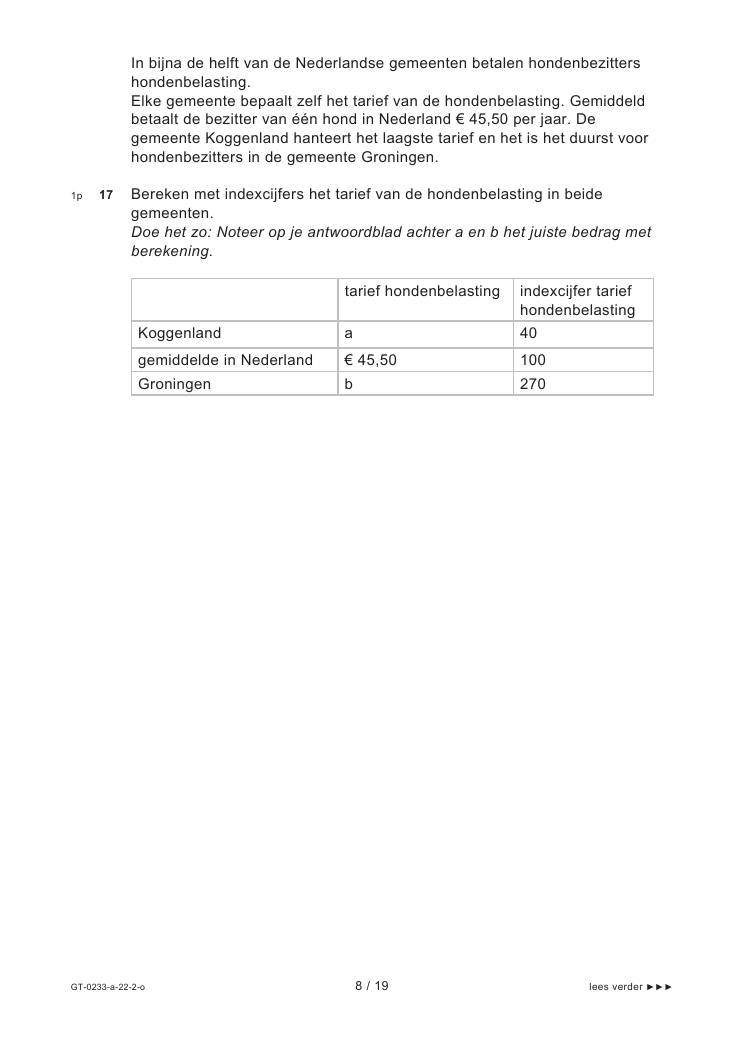 In bijna de helft van de Nederlandse gemeenten betalen hondenbezitters
hondenbelasting.
Elke gemeente bepaalt zelf het tarief van de hondenbelasting. Gemiddeld
betaalt de bezitter van één hond in Nederland € 45,50 per jaar. De
gemeente Koggenland hanteert het laagste tarief en het is het duurst voor
hondenbezitters in de gemeente Groningen.
1p 17 Bereken met indexcijfers het tarief van de hondenbelasting in beide
gemeenten.
Doe het zo: Noteer op je antwoordblad achter a en b het juiste bedrag met
berekening.
tarief hondenbelasting indexcijfer tarief
hondenbelasting
Koggenland a 40
gemiddelde in Nederland € 45,50 100
Groningen b 270
GT-0233-a-22-2-o 8 / 19 lees verder ►►►